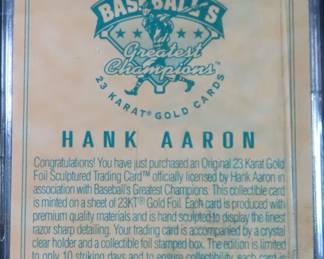 BASEBALL'S
Greatest
Champions™
23 KARAT GOLD CARDS
HANK AARON
Congratulations! You have just purchased an Original 23 Karat Gold
Foil Sculptured Trading Card™ officially licensed by Hank Aaron in
association with Baseball's Greatest Champions. This collectible card
is minted on a sheet of 23KT® Gold Foil. Each card is produced with
premium quality materials and is hand sculpted to display the finest
razor sharp detailing. Your trading card is accompanied by a crystal
clear holder and a collectible foil stamped box. The edition is limited
to only 10 striking days and to ensure collectibility, each card is